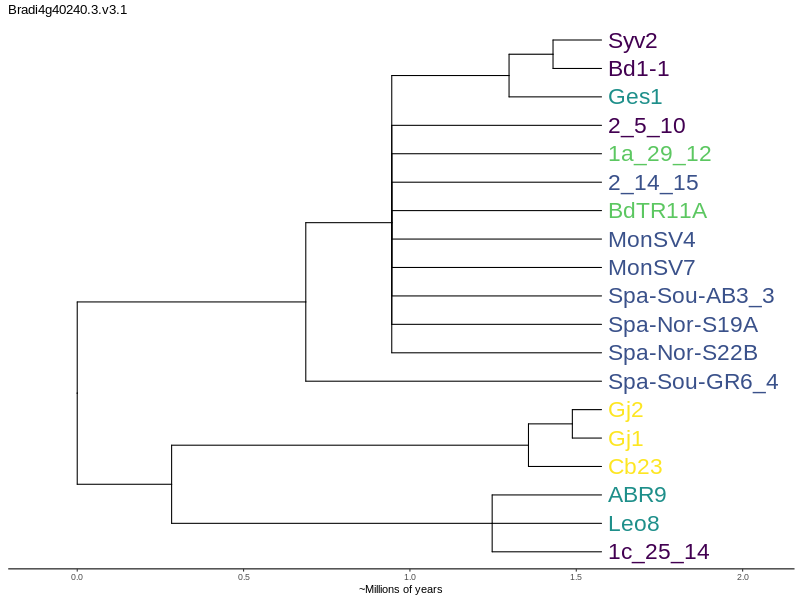 Bradi4g40240.3.v3.1
Syv2
Bd1-1
Ges1
2_5_10
1a_29_12
2_14_15
BdTR11A
MonSV4
MonSV7
Spa-Sou-AB3_3
Spa-Nor-S19A
Spa-Nor-S22B
Spa-Sou-GR6_4
Gj2
Gj1
Cb23
ABR9
Leo8
1c_25_14
0.0 0.5 1.0 1.5 2.0
~Millions of years